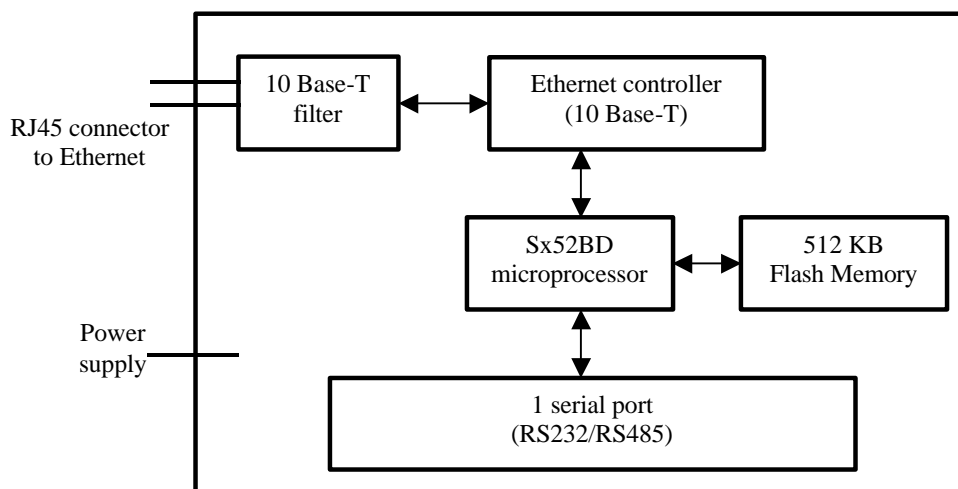 10 Base-T
filter
Ethernet controller
(10 Base-T)
RJ45 connector
to Ethernet
Sx52BD
microprocessor
512 KB
Flash Memory
Power
supply
1 serial port
(RS232/RS485)